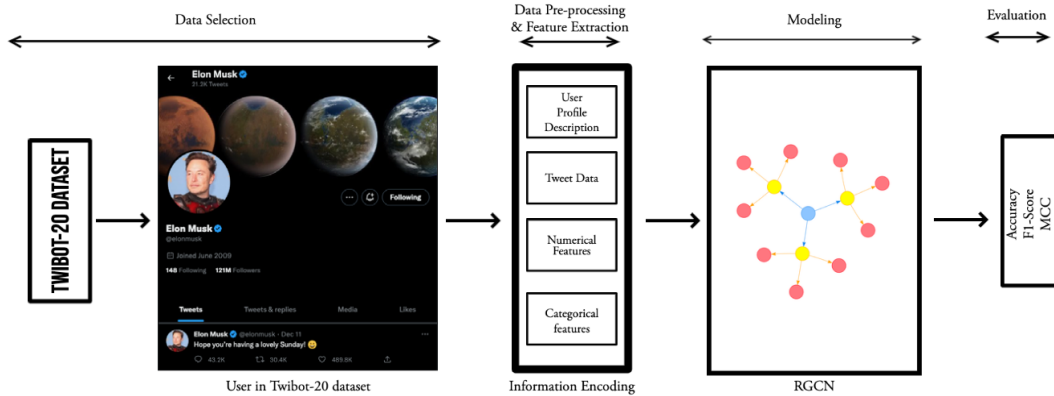 Data Selection
Data Pre-processing
& Feature Extraction
Modeling
Evaluation
TWIBOT-20 DATASET
Elon Musk
21.3K Tweets
Following
Elon Musk
@elonmusk
Joined June 2009
148 Following 121M Followers
Tweets Tweets & replies Media Likes
Elon Musk @elonmusk · Dec 11
Hope you're having a lovely Sunday! 😀
43.2K 30.4K 489.8K
User in Twibot-20 dataset
User
Profile
Description
Tweet Data
Numerical
Features
Categorical
features
Information Encoding
RGCN
Accuracy
F1-Score
MCC